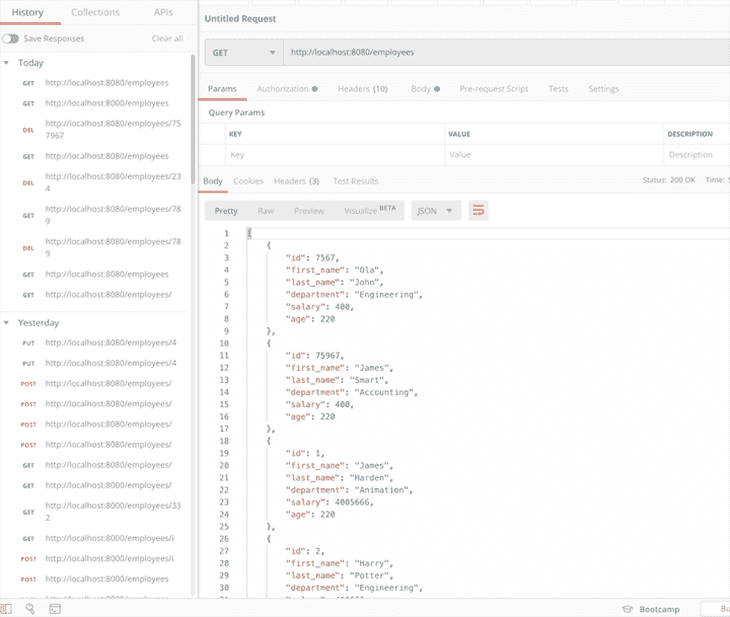 History Collections APIs
Save Responses Clear all
Today
GET http://localhost:8080/employees
GET http://localhost:8000/employees
DEL http://localhost:8080/employees/75
7967
GET http://localhost:8080/employees
DEL http://localhost:8080/employees/23
4
GET http://localhost:8080/employees/78
9
DEL http://localhost:8080/employees/78
9
GET http://localhost:8080/employees
GET http://localhost:8080/employees/
Yesterday
PUT http://localhost:8080/employees/4
PUT http://localhost:8080/employees/4
POST http://localhost:8080/employees/
POST http://localhost:8080/employees/
POST http://localhost:8080/employees/
POST http://localhost:8080/employees/
GET http://localhost:8080/employees/
GET http://localhost:8000/employees/
GET http://localhost:8000/employees/33
2
GET http://localhost:8000/employees/i
POST http://localhost:8000/employees/i
POST http://localhost:8000/employees
Untitled Request
GET http://localhost:8080/employees
Params Authorization Headers (10) Body Pre-request Script Tests Settings
Query Params
KEY VALUE DESCRIPTION
Key Value Description
Body Cookies Headers (3) Test Results Status: 200 OK Time:
Pretty Raw Preview Visualize BETA JSON
1 [
2 {
3 "id": 7567,
4 "first_name": "Ola",
5 "last_name": "John",
6 "department": "Engineering",
7 "salary": 400,
8 "age": 220
9 },
10 {
11 "id": 75967,
12 "first_name": "James",
13 "last_name": "Smart",
14 "department": "Accounting",
15 "salary": 400,
16 "age": 220
17 },
18 {
19 "id": 1,
20 "first_name": "James",
21 "last_name": "Harden",
22 "department": "Animation",
23 "salary": 4005666,
24 "age": 220
25 },
26 {
27 "id": 2,
28 "first_name": "Harry",
29 "last_name": "Potter",
30 "department": "Engineering",
Bootcamp